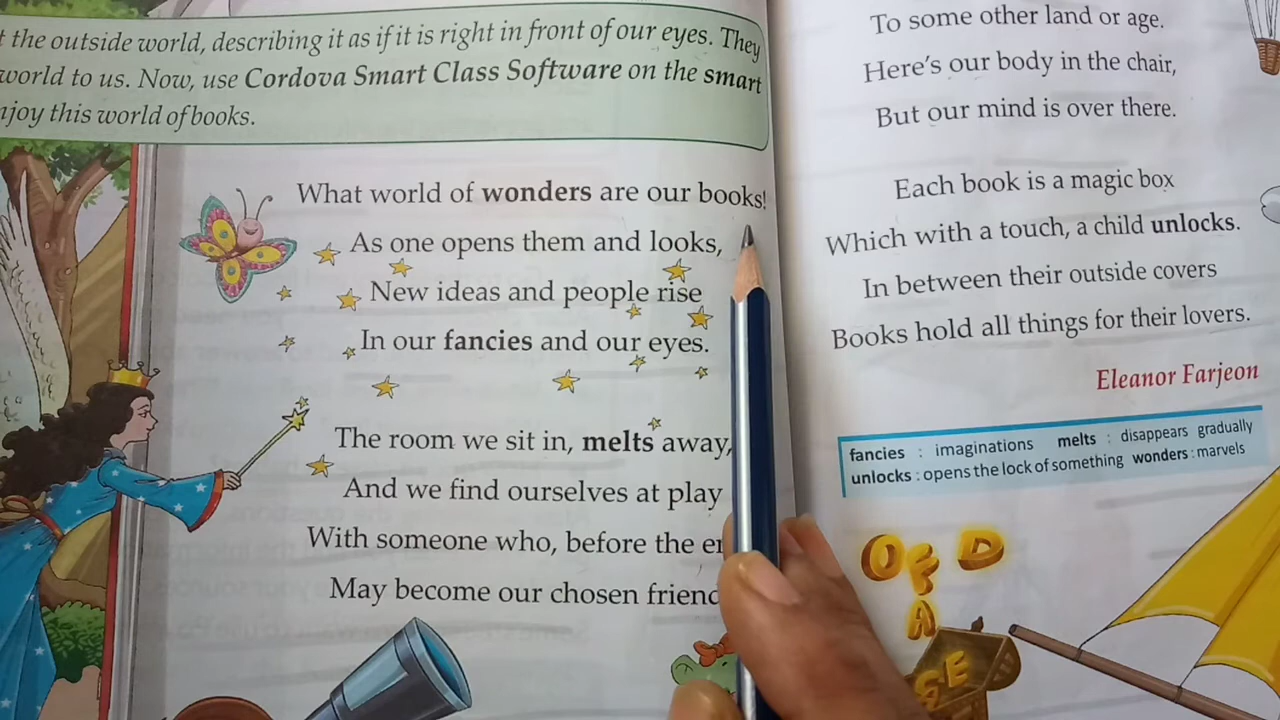 t the outside world, describing it as if it is right in front of our eyes. They
world to us. Now, use Cordova Smart Class Software on the smart
njoy this world of books.
What world of wonders are our books!
As one opens them and looks,
New ideas and people rise
In our fancies and our eyes.
The room we sit in, melts away,
And we find ourselves at play
With someone who, before the
May become our chosen
To some other land or age.
Here's our body in the chair,
But our mind is over there.
Each book is a magic box
Which with a touch, a child unlocks.
In between their outside covers
Books hold all things for their lovers.
Eleanor Farjeon
fancies : imaginations melts : disappears gradually
unlocks : opens the lock of something wonders : marvels
O F D
A
S E